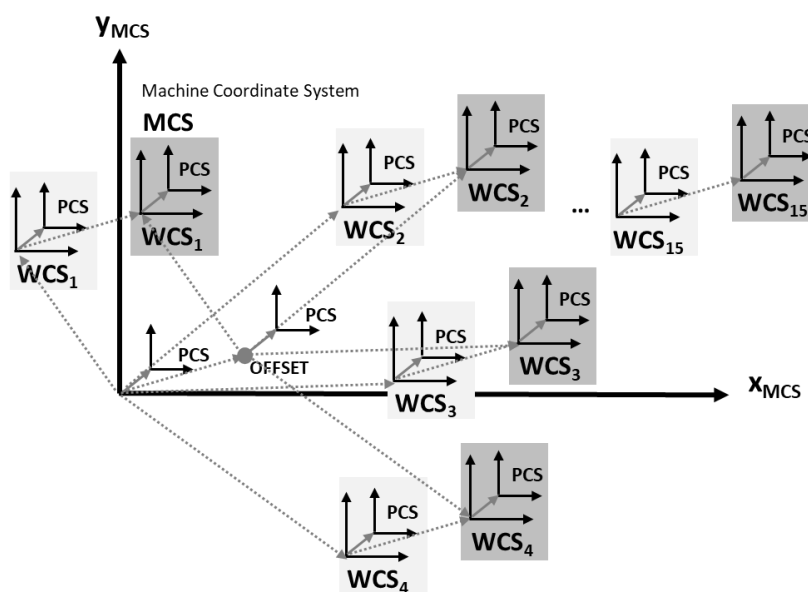 yMCS
Machine Coordinate System
MCS
PCS
WCS1
PCS
WCS1
PCS
WCS2
PCS
WCS2
...
PCS
WCS15
PCS
WCS15
PCS
PCS
OFFSET
PCS
WCS3
PCS
WCS3
xMCS
PCS
WCS4
PCS
WCS4